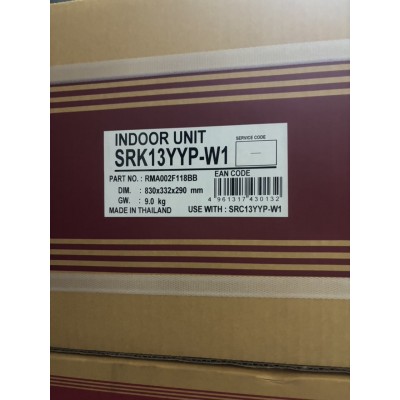 INDOOR UNIT
SERVICE CODE
SRK13YYP-W1
PART NO. : RMA002F118BB
EAN CODE
DIM. : 830x332x290 mm
GW. : 9.0 kg
4 961317 430132
MADE IN THAILAND
USE WITH : SRC13YYP-W1